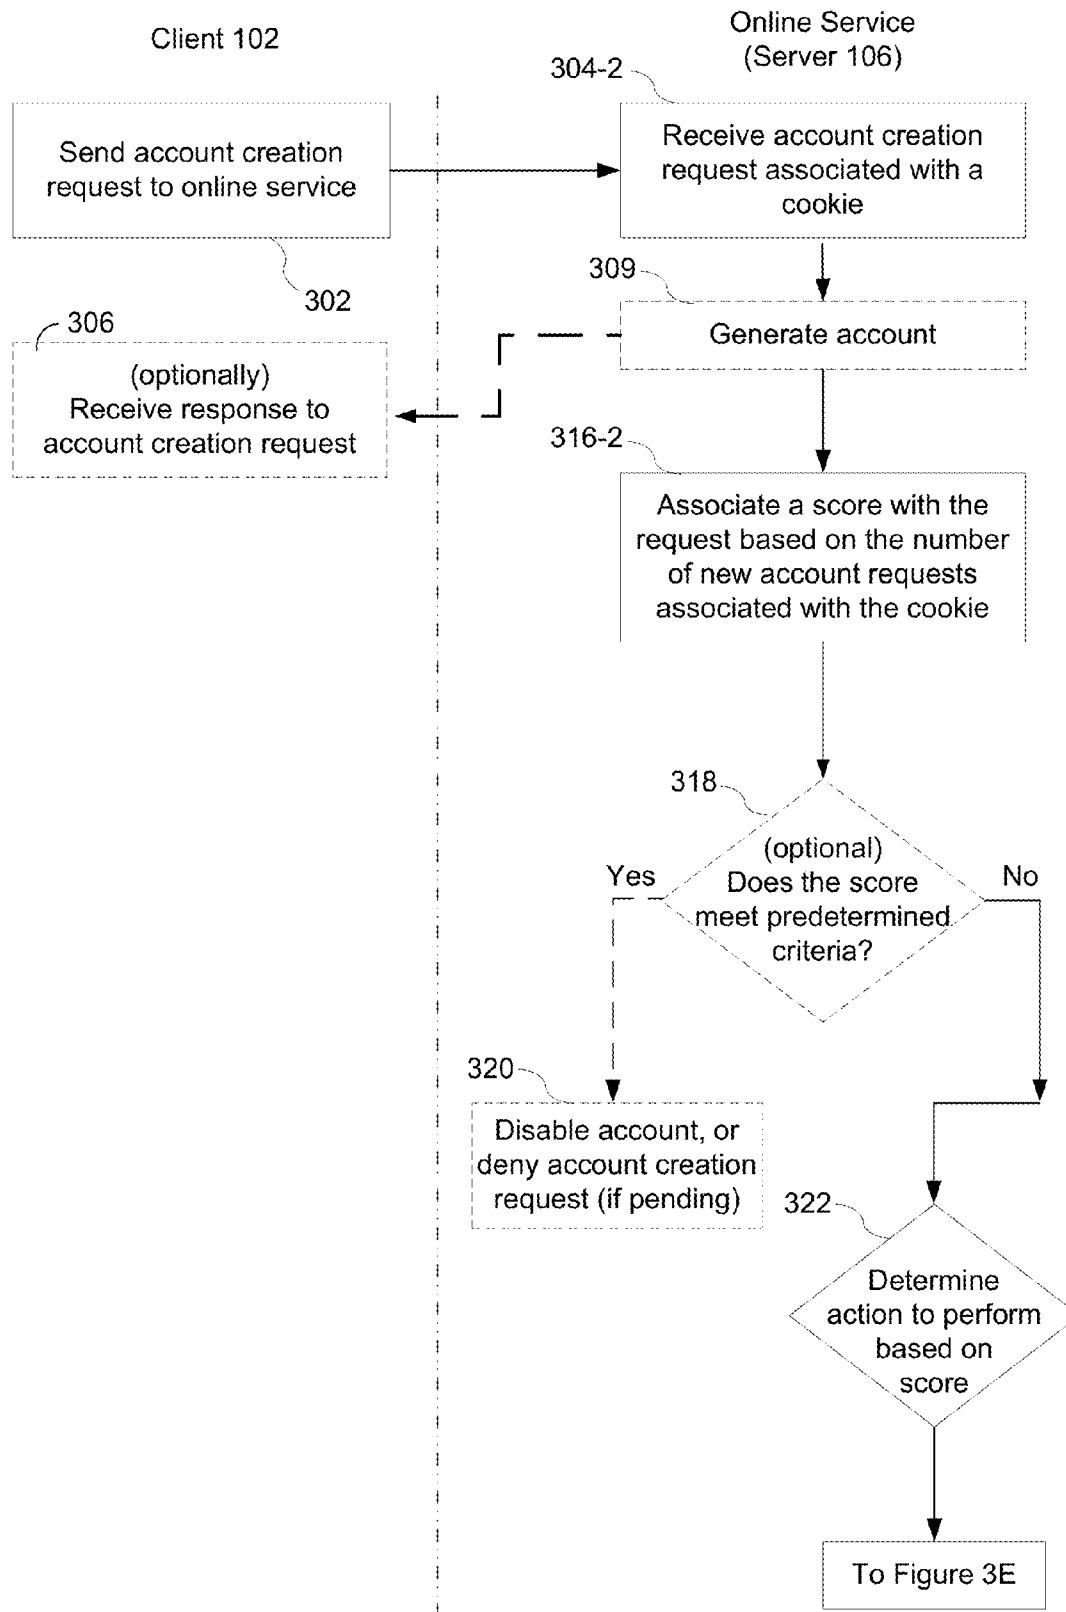 Client 102
Online Service
(Server 106)
304-2
Send account creation
request to online service
Receive account creation
request associated with a
cookie
302
309
306
Generate account
(optionally)
Receive response to
account creation request
316-2
Associate a score with the
request based on the number
of new account requests
associated with the cookie
318
(optional)
Does the score
meet predetermined
criteria?
Yes
No
320
Disable account, or
deny account creation
request (if pending)
322
Determine
action to perform
based on
score
To Figure 3E